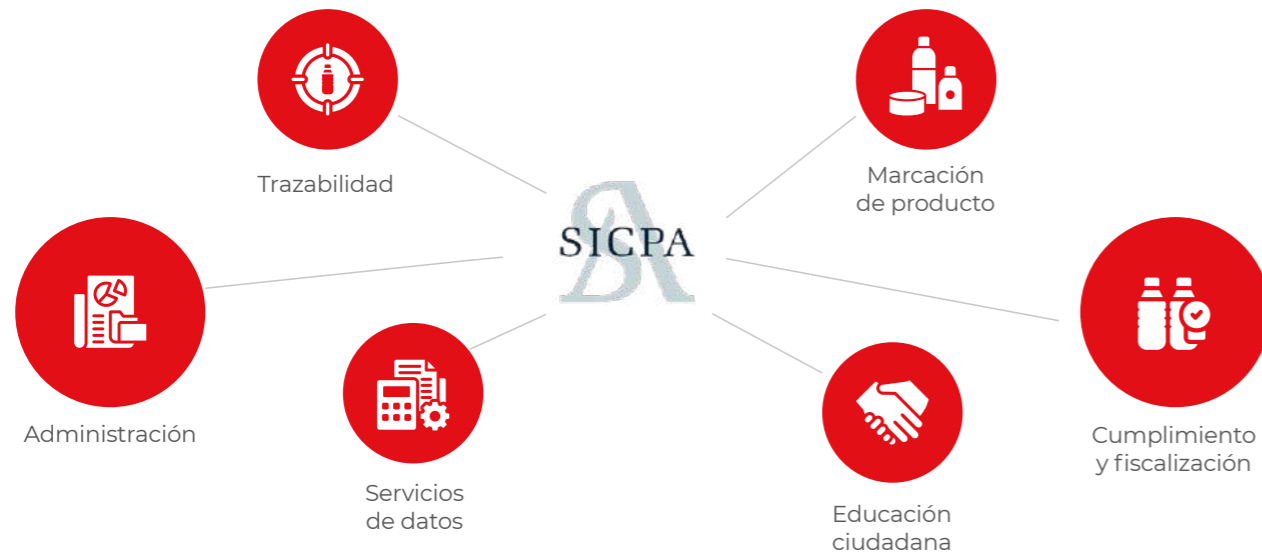 Trazabilidad
Marcación
de producto
SICPA
Administración
Servicios
de datos
Educación
ciudadana
Cumplimiento
y fiscalización